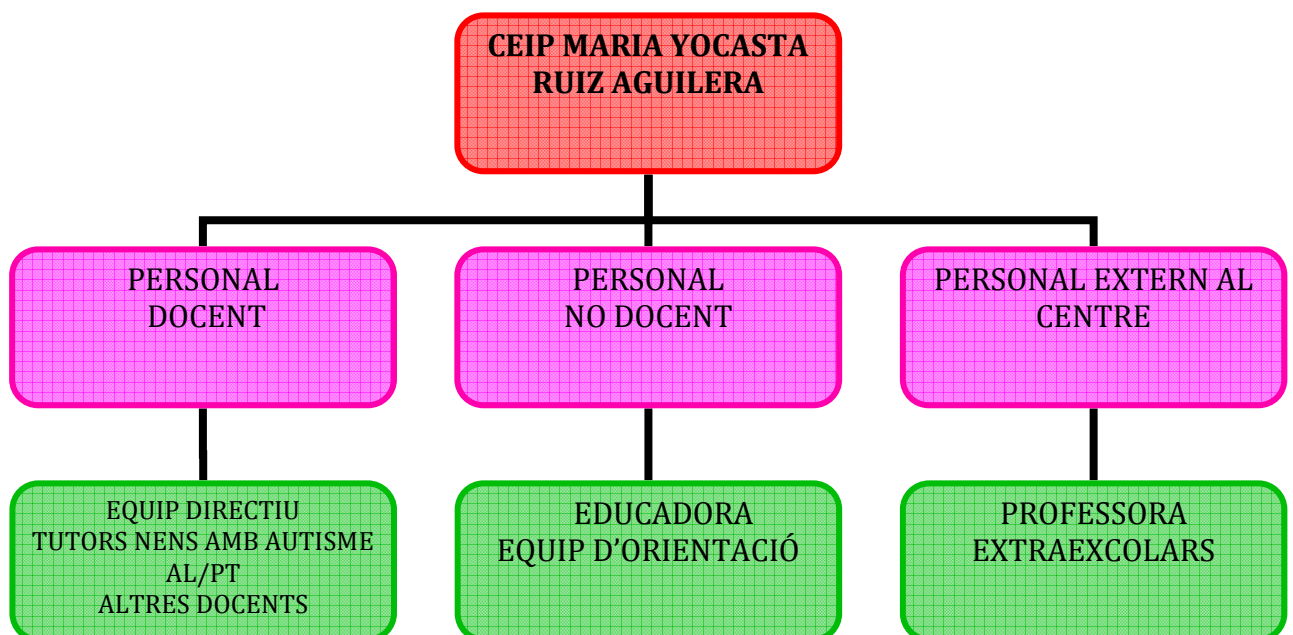 CEIP MARIA YOCASTA
RUIZ AGUILERA
PERSONAL
DOCENT
PERSONAL
NO DOCENT
PERSONAL EXTERN AL
CENTRE
EQUIP DIRECTIU
TUTORS NENS AMB AUTISME
AL/PT
ALTRES DOCENTS
EDUCADORA
EQUIP D'ORIENTACIÓ
PROFESSORA
EXTRAEXCOLARS